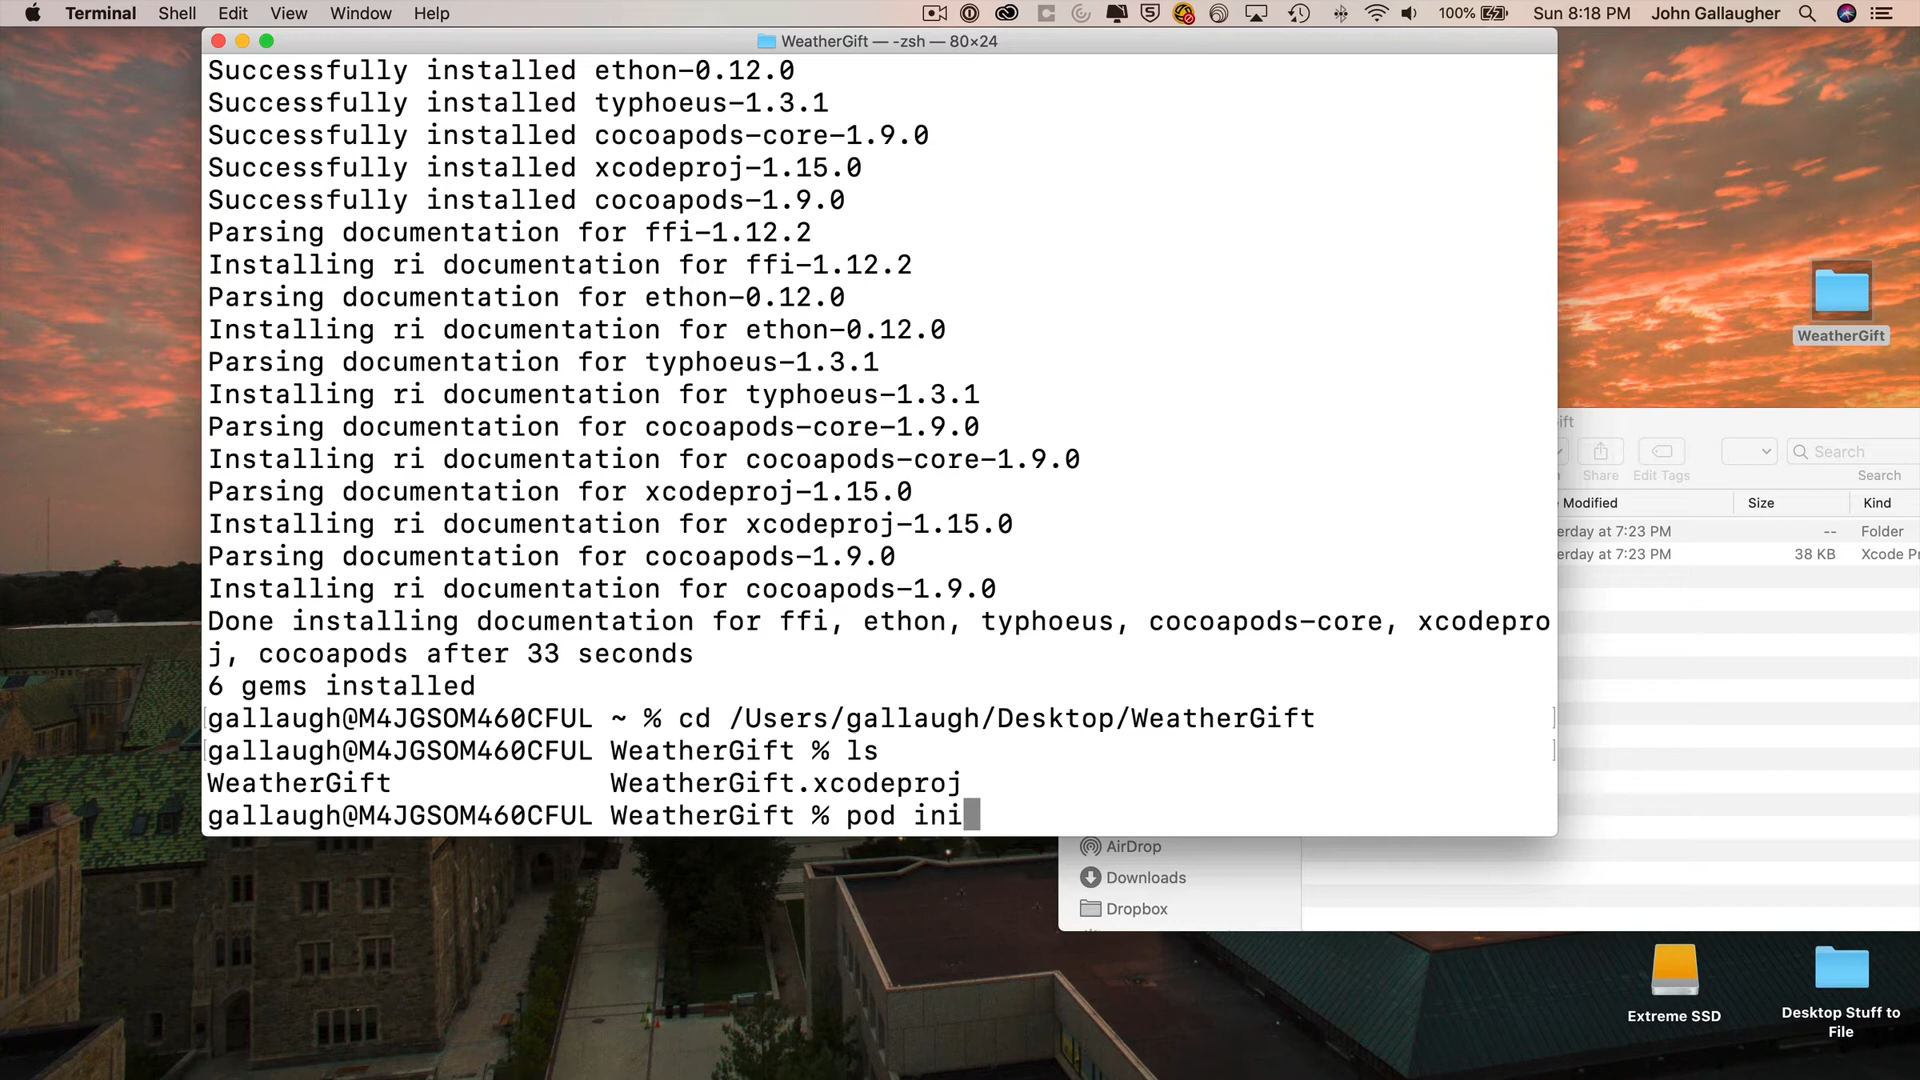 Terminal Shell Edit View Window Help 100% Sun 8:18 PM John Gallaugher
WeatherGift — -zsh — 80×24
Successfully installed ethon-0.12.0
Successfully installed typhoeus-1.3.1
Successfully installed cocoapods-core-1.9.0
Successfully installed xcodeproj-1.15.0
Successfully installed cocoapods-1.9.0
Parsing documentation for ffi-1.12.2
Installing ri documentation for ffi-1.12.2
Parsing documentation for ethon-0.12.0
Installing ri documentation for ethon-0.12.0
Parsing documentation for typhoeus-1.3.1
Installing ri documentation for typhoeus-1.3.1
Parsing documentation for cocoapods-core-1.9.0
Installing ri documentation for cocoapods-core-1.9.0
Parsing documentation for xcodeproj-1.15.0
Installing ri documentation for xcodeproj-1.15.0
Parsing documentation for cocoapods-1.9.0
Installing ri documentation for cocoapods-1.9.0
Done installing documentation for ffi, ethon, typhoeus, cocoapods-core, xcodepro
j, cocoapods after 33 seconds
6 gems installed
[gallaugh@M4JGSOM460CFUL ~ % cd /Users/gallaugh/Desktop/WeatherGift ]
[gallaugh@M4JGSOM460CFUL WeatherGift % ls ]
WeatherGift WeatherGift.xcodeproj
gallaugh@M4JGSOM460CFUL WeatherGift % pod ini
WeatherGift
ift
Search
Share Edit Tags Search
Modified Size Kind
erday at 7:23 PM -- Folder
erday at 7:23 PM 38 KB Xcode Pr
AirDrop
Downloads
Dropbox
Extreme SSD
Desktop Stuff to
File